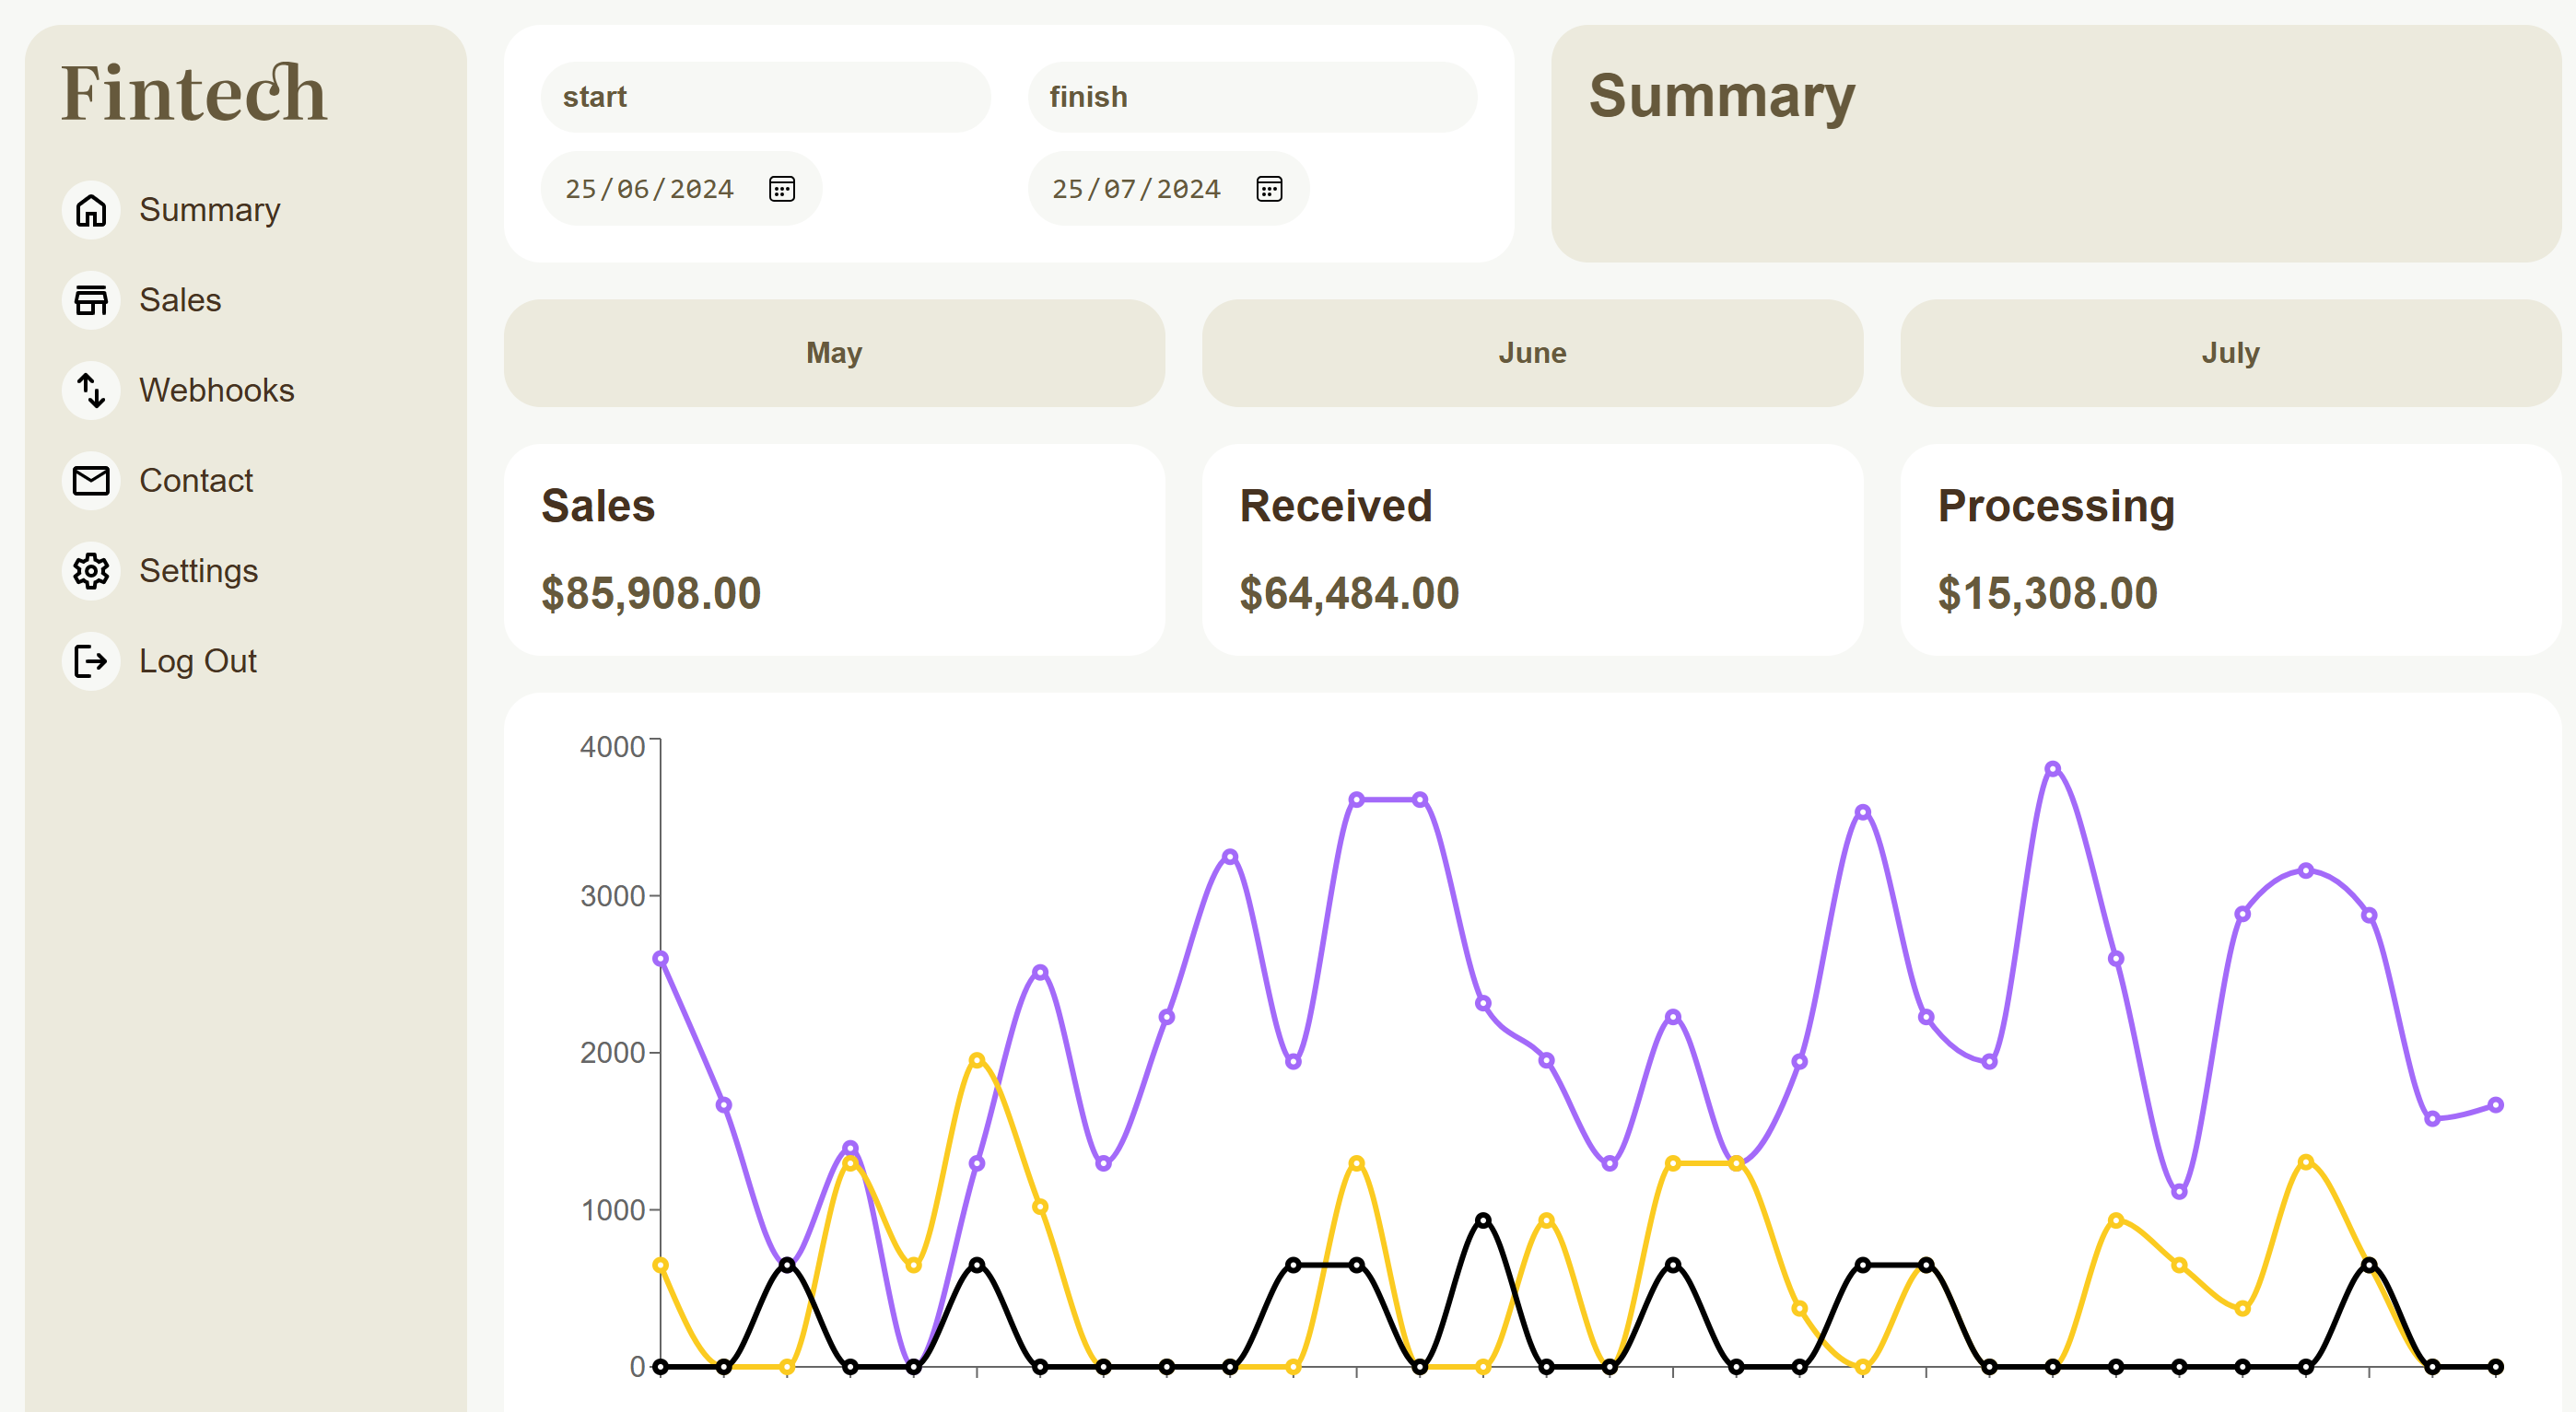 Fintech
Summary
Sales
Webhooks
Contact
Settings
Log Out
start
finish
25/06/2024
25/07/2024
Summary
May
June
July
Sales
$85,908.00
Received
$64,484.00
Processing
$15,308.00
4000
3000
2000
1000
0